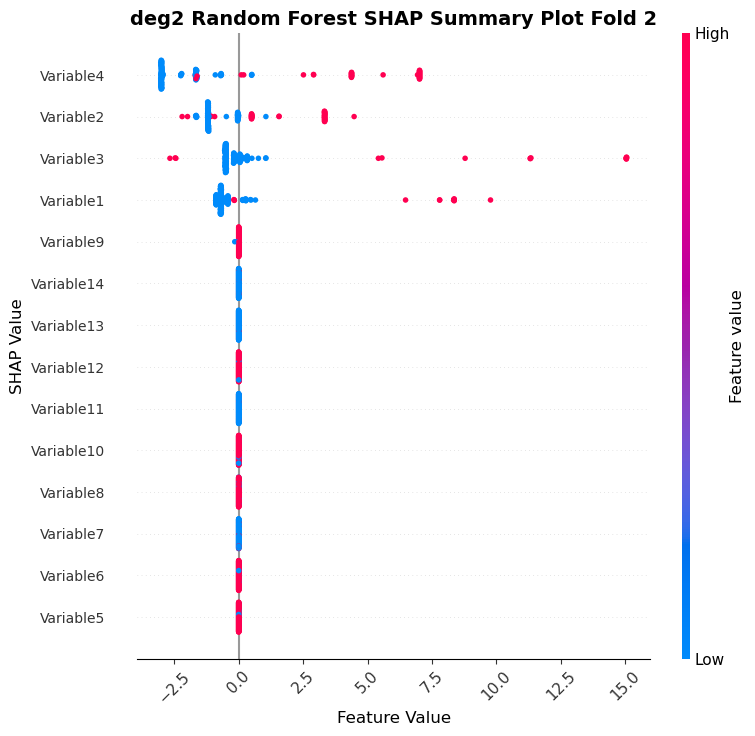 deg2 Random Forest SHAP Summary Plot Fold 2
High
Variable4
Variable2
Variable3
Variable1
Variable9
Variable14
Variable13
Variable12
Variable11
Variable10
Variable8
Variable7
Variable6
Variable5
SHAP Value
Feature value
Low
−2.5 0.0 2.5 5.0 7.5 10.0 12.5 15.0
Feature Value